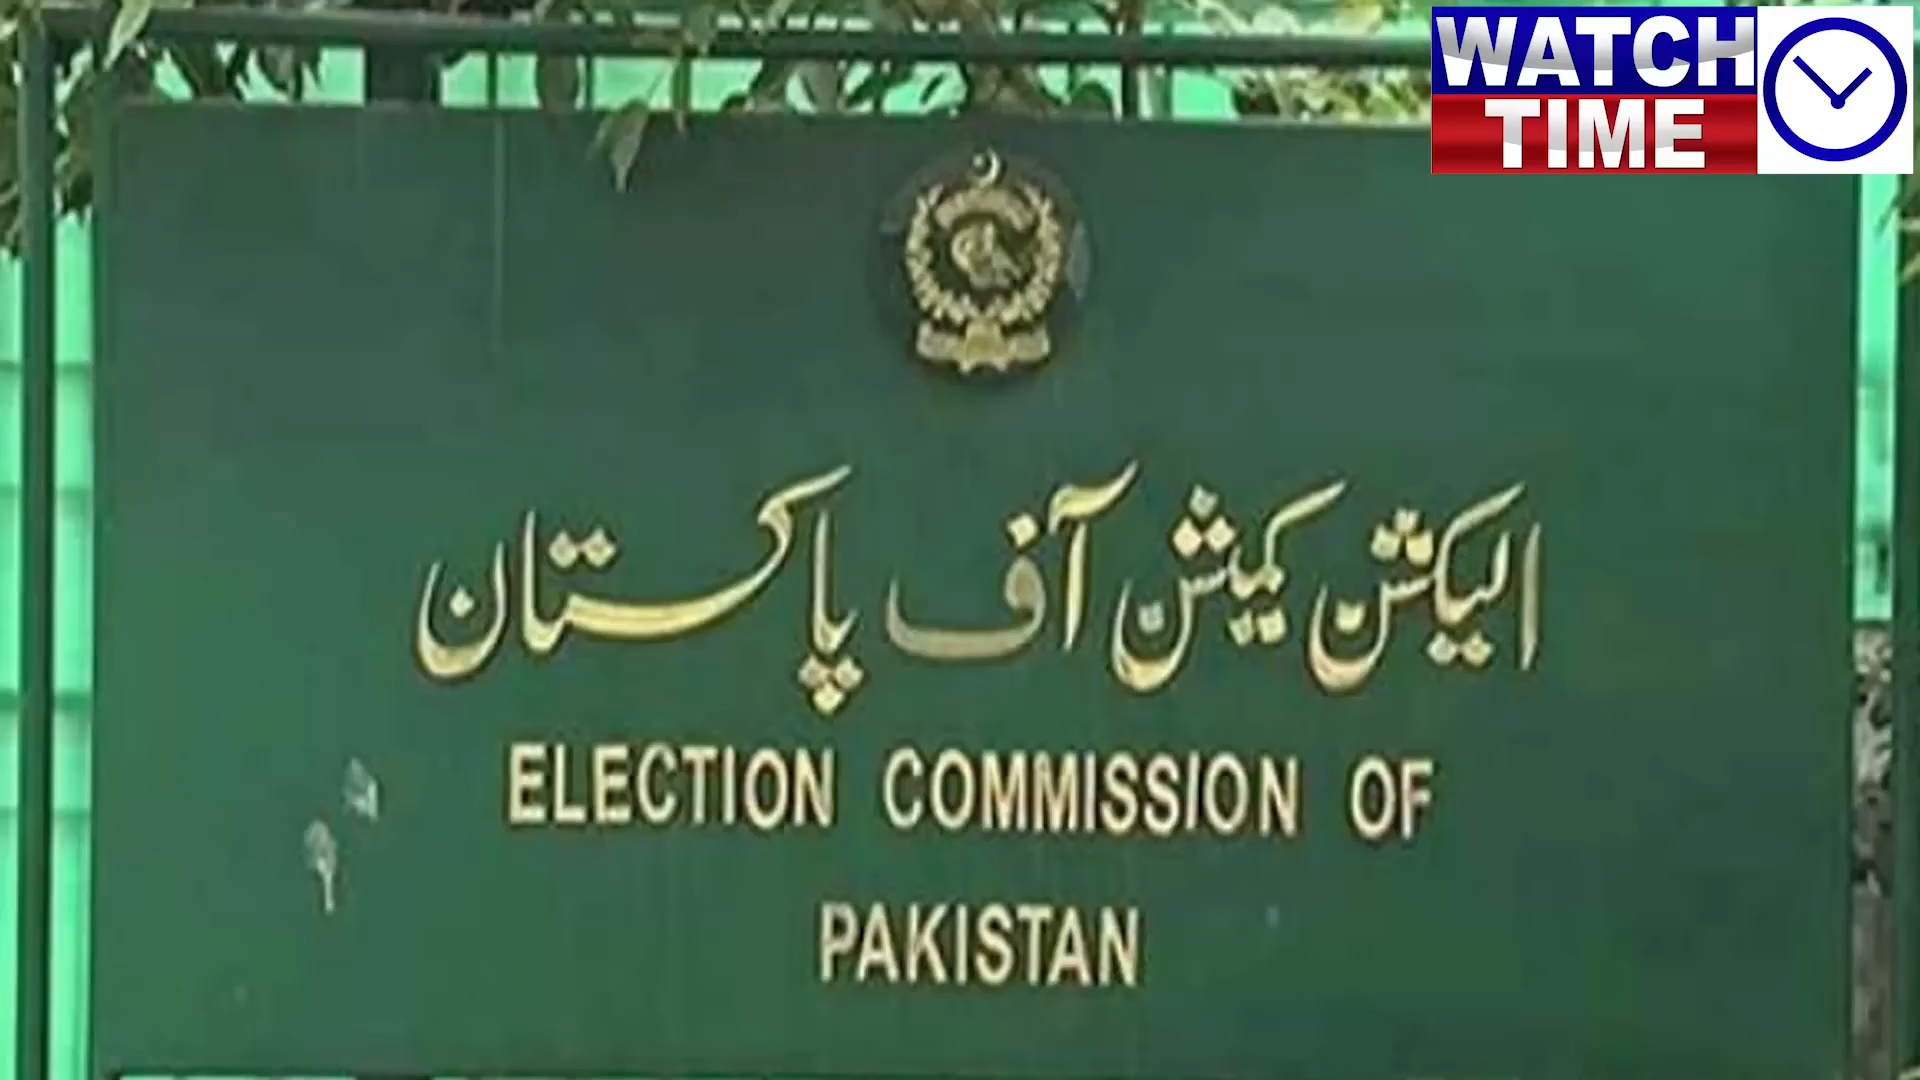 WATCH
TIME
الیکشن کمیشن آف پاکستان
ELECTION COMMISSION OF
PAKISTAN